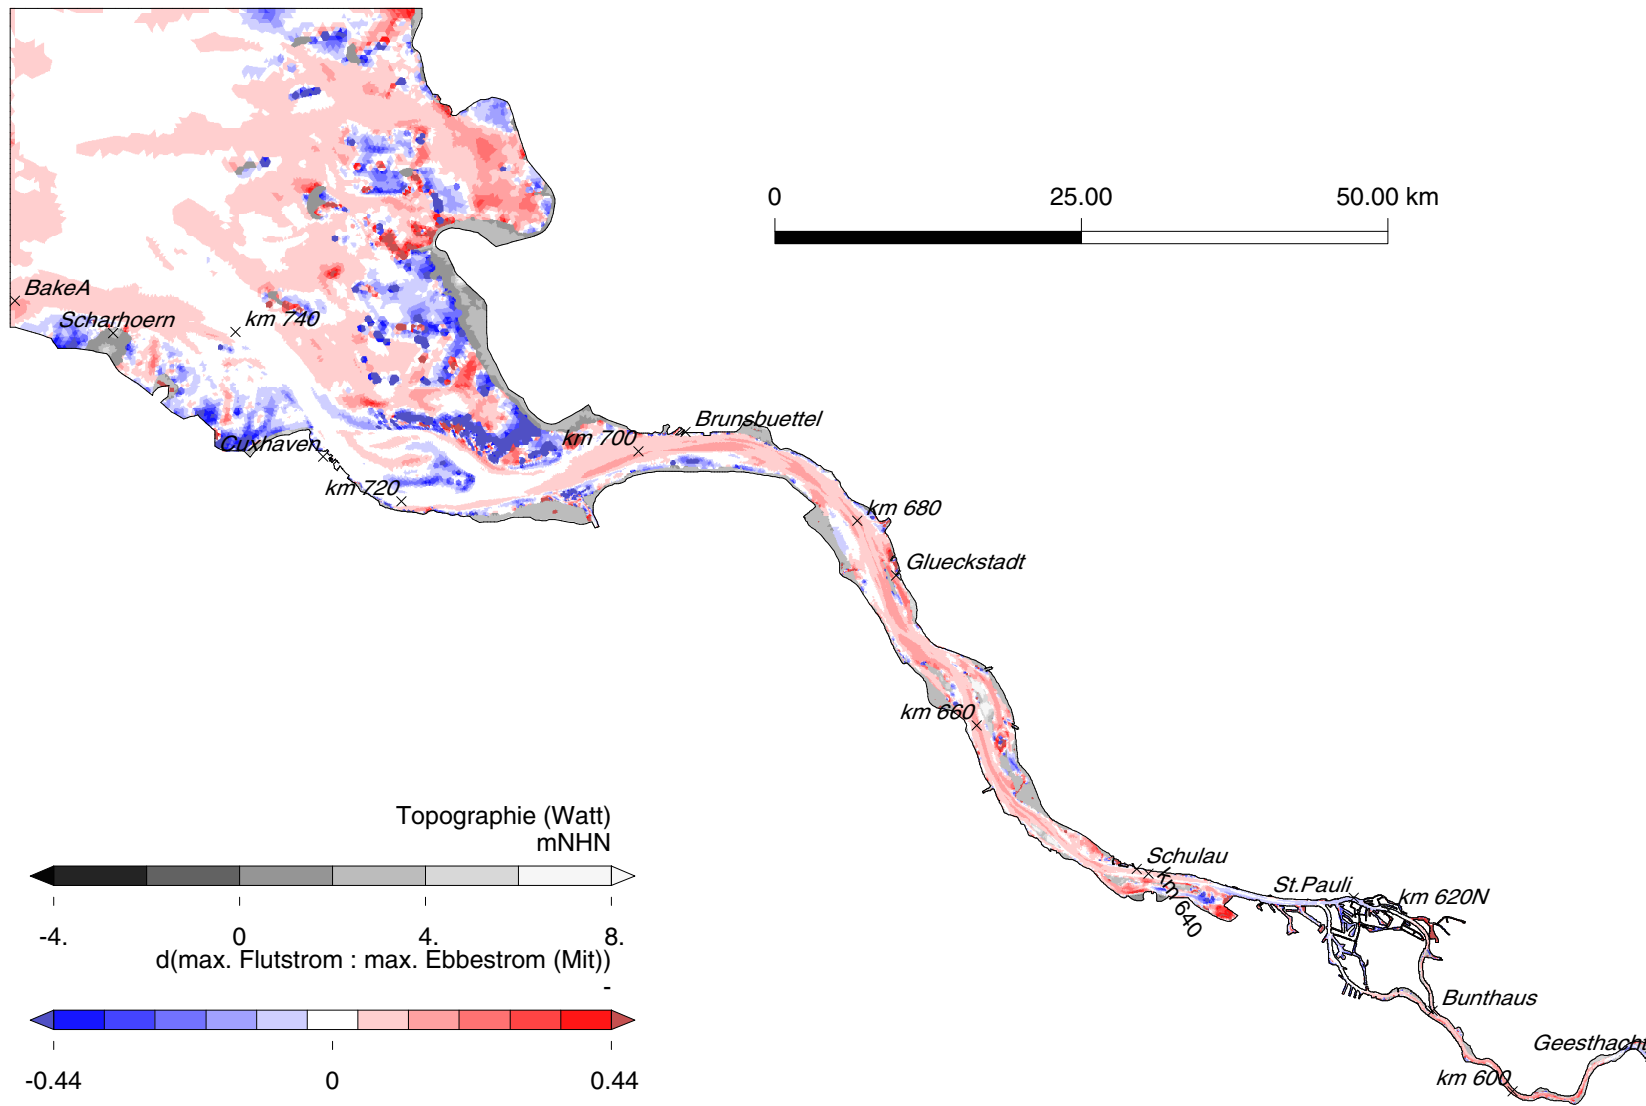 0 25.00 50.00 km
BakeA
Scharhoern
km 740
Brunsbuettel
Cuxhaven
km 700
km 720
km 680
Glueckstadt
km 660
Topographie (Watt)
mNHN
-4. 0 4. 8.
d(max. Flutstrom : max. Ebbestrom (Mit))
-
-0.44 0 0.44
Schulau
km 640
St.Pauli
km 620N
Bunthaus
Geesthacht
km 600